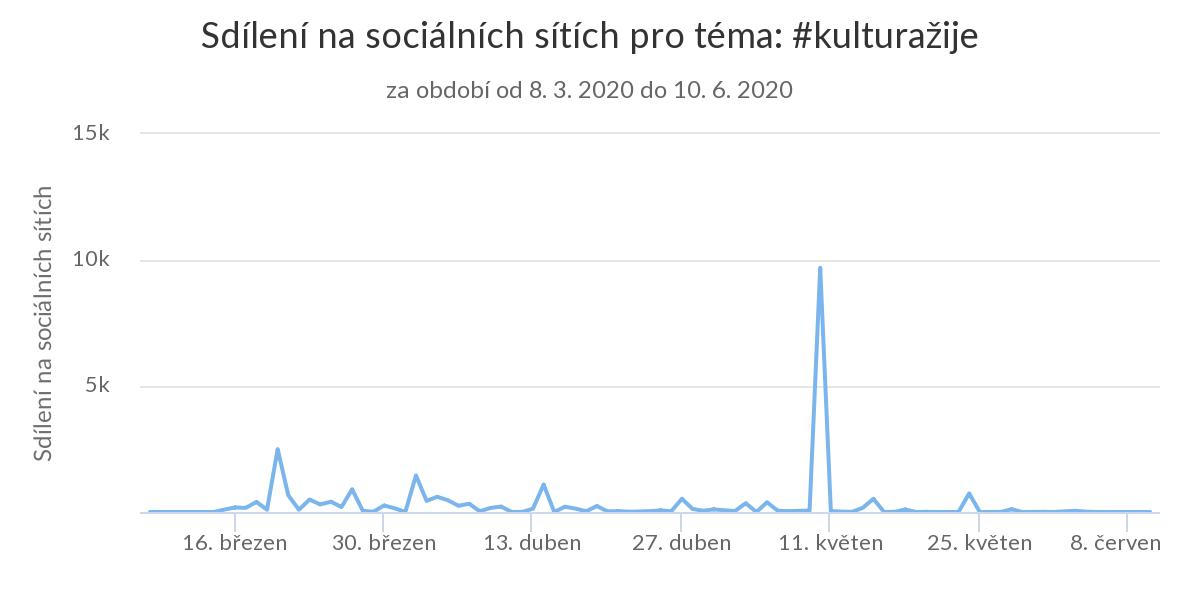 Sdílení na sociálních sítích pro téma: #kulturažije
za období od 8. 3. 2020 do 10. 6. 2020
15k
10k
5k
Sdílení na sociálních sítích
16. březen
30. březen
13. duben
27. duben
11. květen
25. květen
8. červen